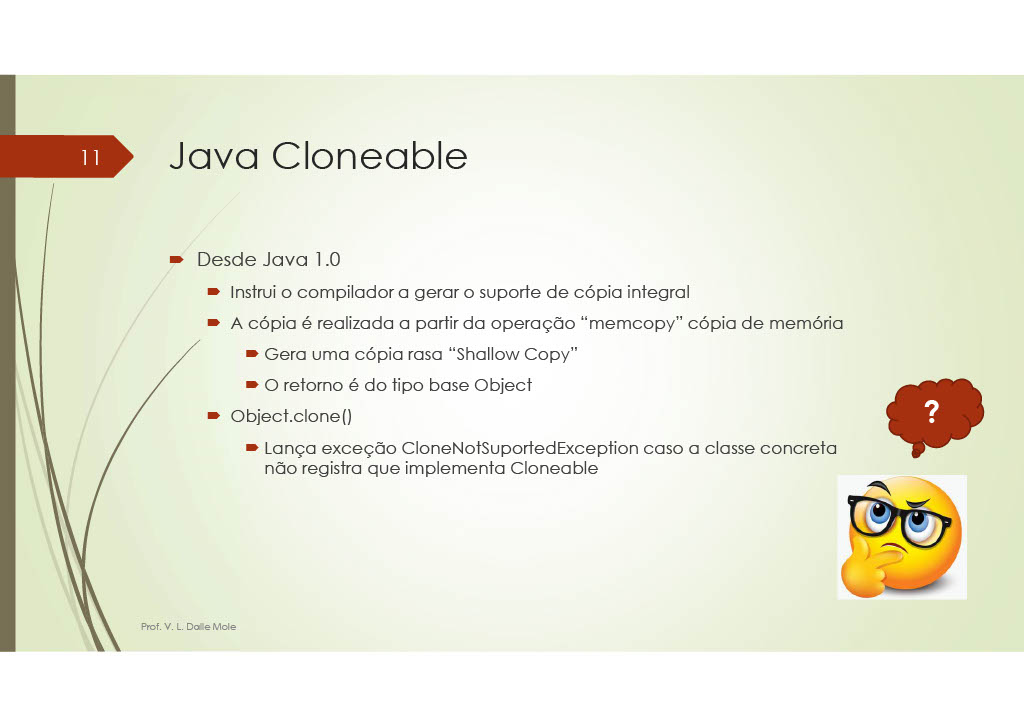 11
Java Cloneable
Desde Java 1.0
Instrui o compilador a gerar o suporte de cópia integral
A cópia é realizada a partir da operação “memcopy” cópia de memória
Gera uma cópia rasa “Shallow Copy”
O retorno é do tipo base Object
Object.clone()
Lança exceção CloneNotSuportedException caso a classe concreta
não registra que implementa Cloneable
?
Prof. V. L. Dalle Mole